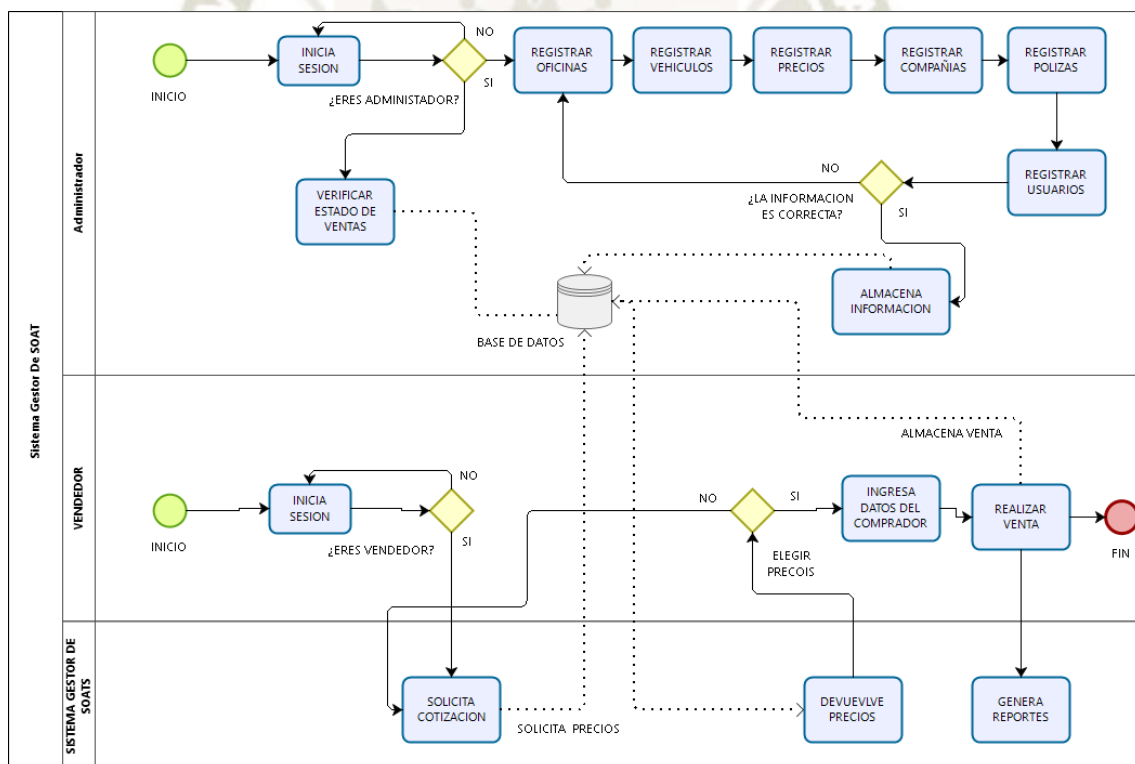 Sistema Gestor De SOAT
Administrador
INICIO
INICIA
SESION
NO
SI
¿ERES ADMINISTADOR?
REGISTRAR
OFICINAS
REGISTRAR
VEHICULOS
REGISTRAR
PRECIOS
REGISTRAR
COMPAÑIAS
REGISTRAR
POLIZAS
VERIFICAR
ESTADO DE
VENTAS
NO
¿LA INFORMACION
ES CORRECTA?
SI
REGISTRAR
USUARIOS
ALMACENA
INFORMACION
BASE DE DATOS
VENDEDOR
INICIO
INICIA
SESION
NO
¿ERES VENDEDOR?
SI
NO
SI
ELEGIR
PRECOIS
ALMACENA VENTA
INGRESA
DATOS DEL
COMPRADOR
REALIZAR
VENTA
FIN
SISTEMA GESTOR DE
SOATS
SOLICITA
COTIZACION
SOLICITA PRECIOS
DEVUEVLVE
PRECIOS
GENERA
REPORTES